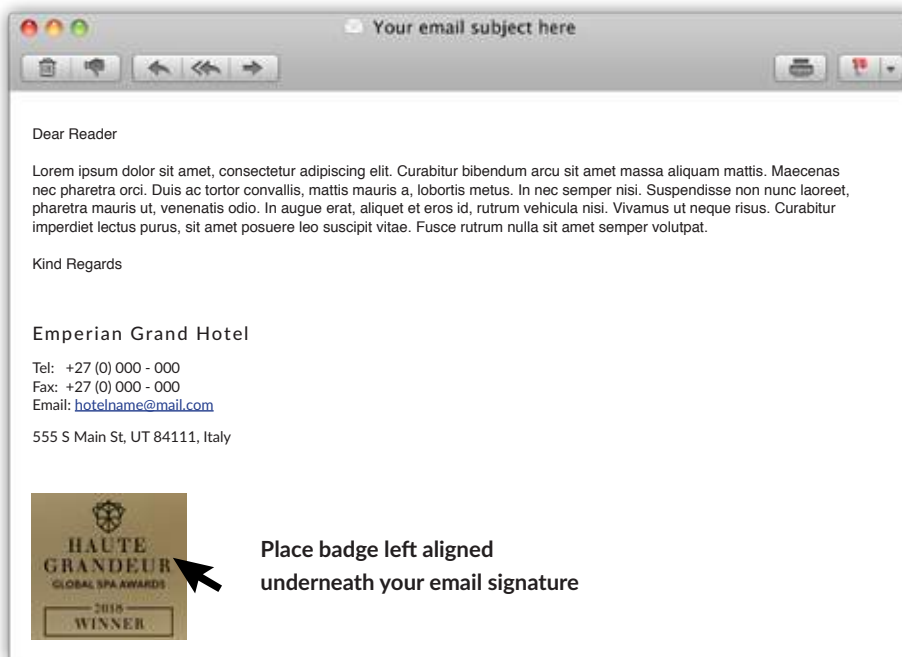 Your email subject here
Dear Reader
Lorem ipsum dolor sit amet, consectetur adipiscing elit. Curabitur bibendum arcu sit amet massa aliquam mattis. Maecenas
nec pharetra orci. Duis ac tortor convallis, mattis mauris a, lobortis metus. In nec semper nisi. Suspendisse non nunc laoreet,
pharetra mauris ut, venenatis odio. In augue erat, aliquet et eros id, rutrum vehicula nisi. Vivamus ut neque risus. Curabitur
imperdiet lectus purus, sit amet posuere leo suscipit vitae. Fusce rutrum nulla sit amet semper volutpat.
Kind Regards
Emperian Grand Hotel
Tel: +27 (0) 000 - 000
Fax: +27 (0) 000 - 000
Email: hotelname@mail.com
555 S Main St, UT 84111, Italy
HAUTE
GRANDEUR
GLOBAL SPA AWARDS
2018
WINNER
Place badge left aligned
underneath your email signature